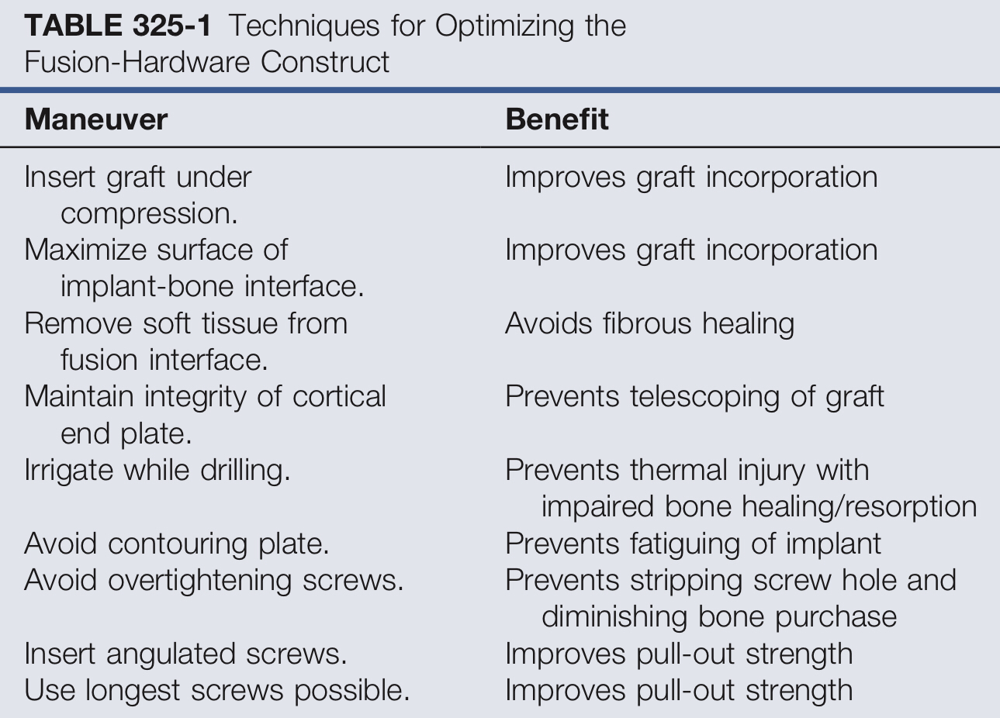 TABLE 325-1 Techniques for Optimizing the
Fusion-Hardware Construct
Maneuver Benefit
Insert graft under Improves graft incorporation
compression.
Maximize surface of Improves graft incorporation
implant-bone interface.
Remove soft tissue from Avoids fibrous healing
fusion interface.
Maintain integrity of cortical Prevents telescoping of graft
end plate.
Irrigate while drilling. Prevents thermal injury with
impaired bone healing/resorption
Avoid contouring plate. Prevents fatiguing of implant
Avoid overtightening screws. Prevents stripping screw hole and
diminishing bone purchase
Insert angulated screws. Improves pull-out strength
Use longest screws possible. Improves pull-out strength